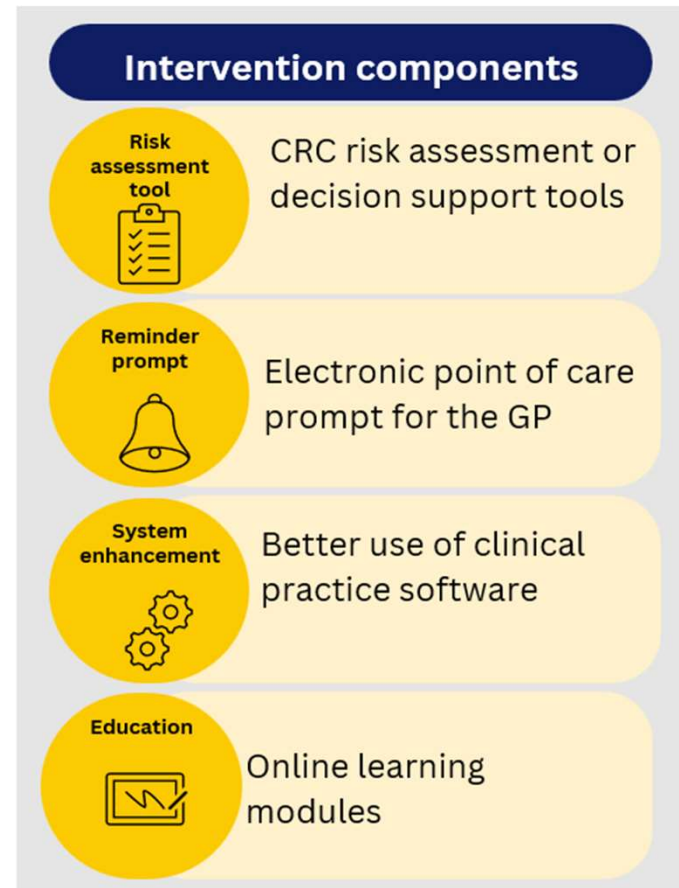 Intervention components
Risk
assessment
tool
CRC risk assessment or
decision support tools
Reminder
prompt
Electronic point of care
prompt for the GP
System
enhancement
Better use of clinical
practice software
Education
Online learning
modules